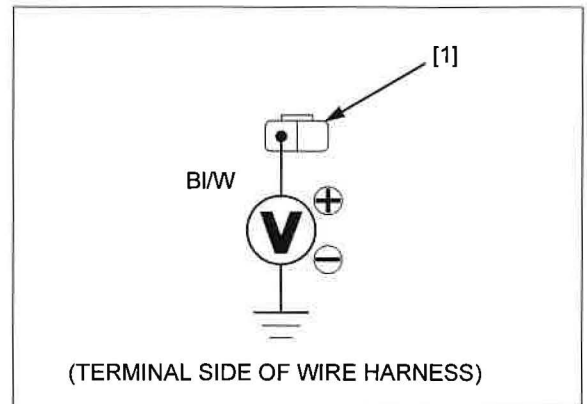 [1]
Bl/W
V
+
−
(TERMINAL SIDE OF WIRE HARNESS)